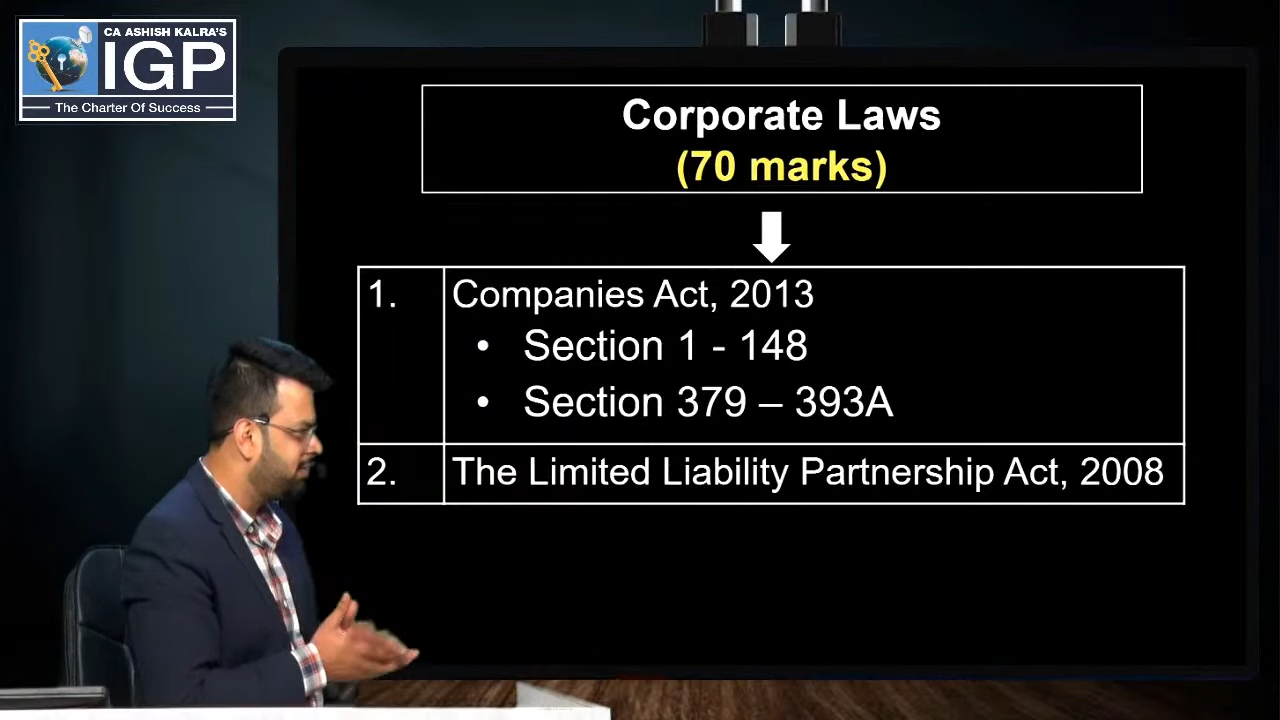 CA ASHISH KALRA'S
IGP
The Charter Of Success
Corporate Laws
(70 marks)
1. Companies Act, 2013
• Section 1 - 148
• Section 379 – 393A
2. The Limited Liability Partnership Act, 2008